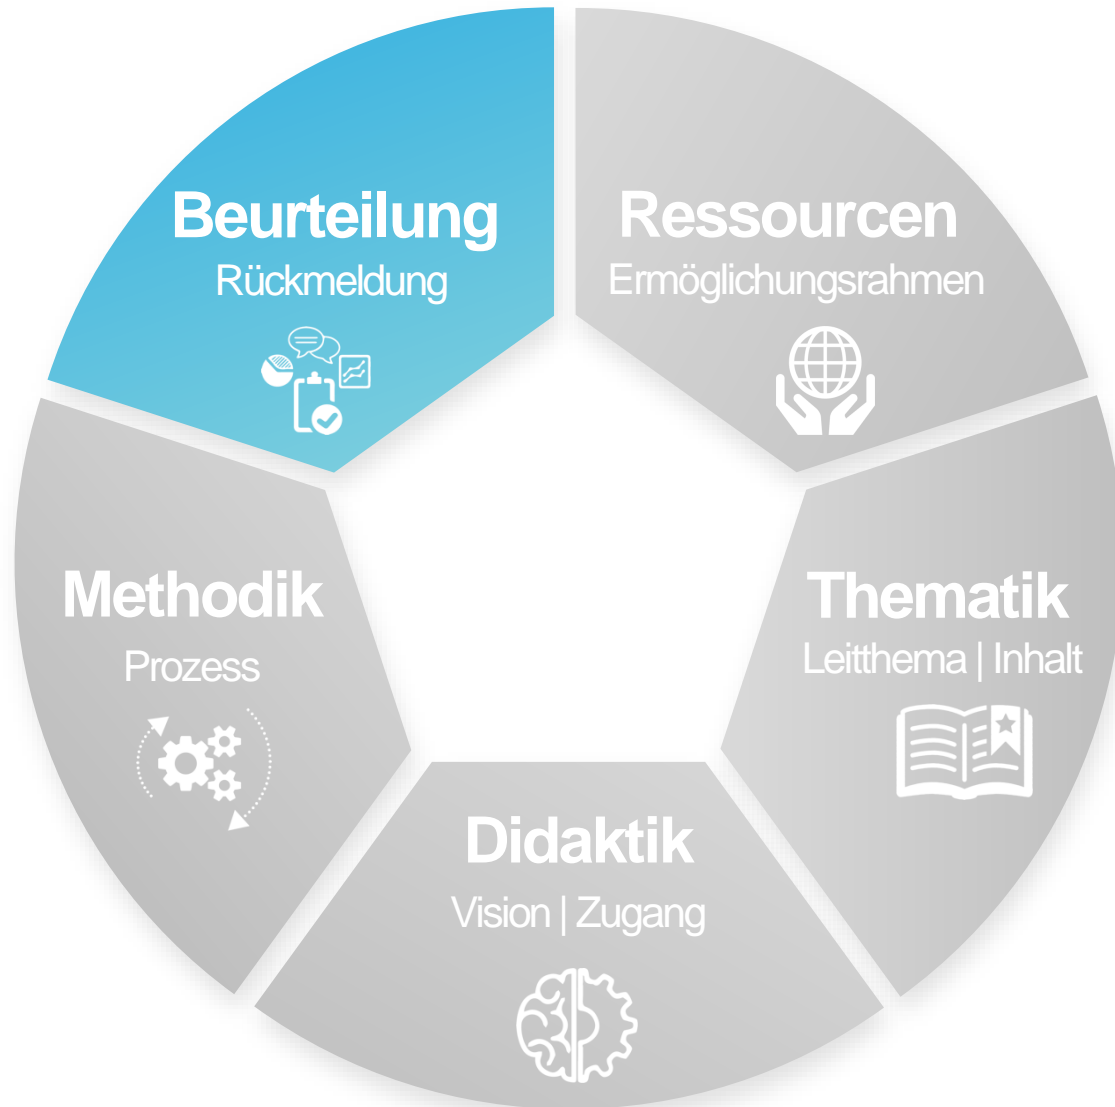 Beurteilung
Rückmeldung
Ressourcen
Ermöglichungsrahmen
Thematik
Leitthema | Inhalt
Didaktik
Vision | Zugang
Methodik
Prozess